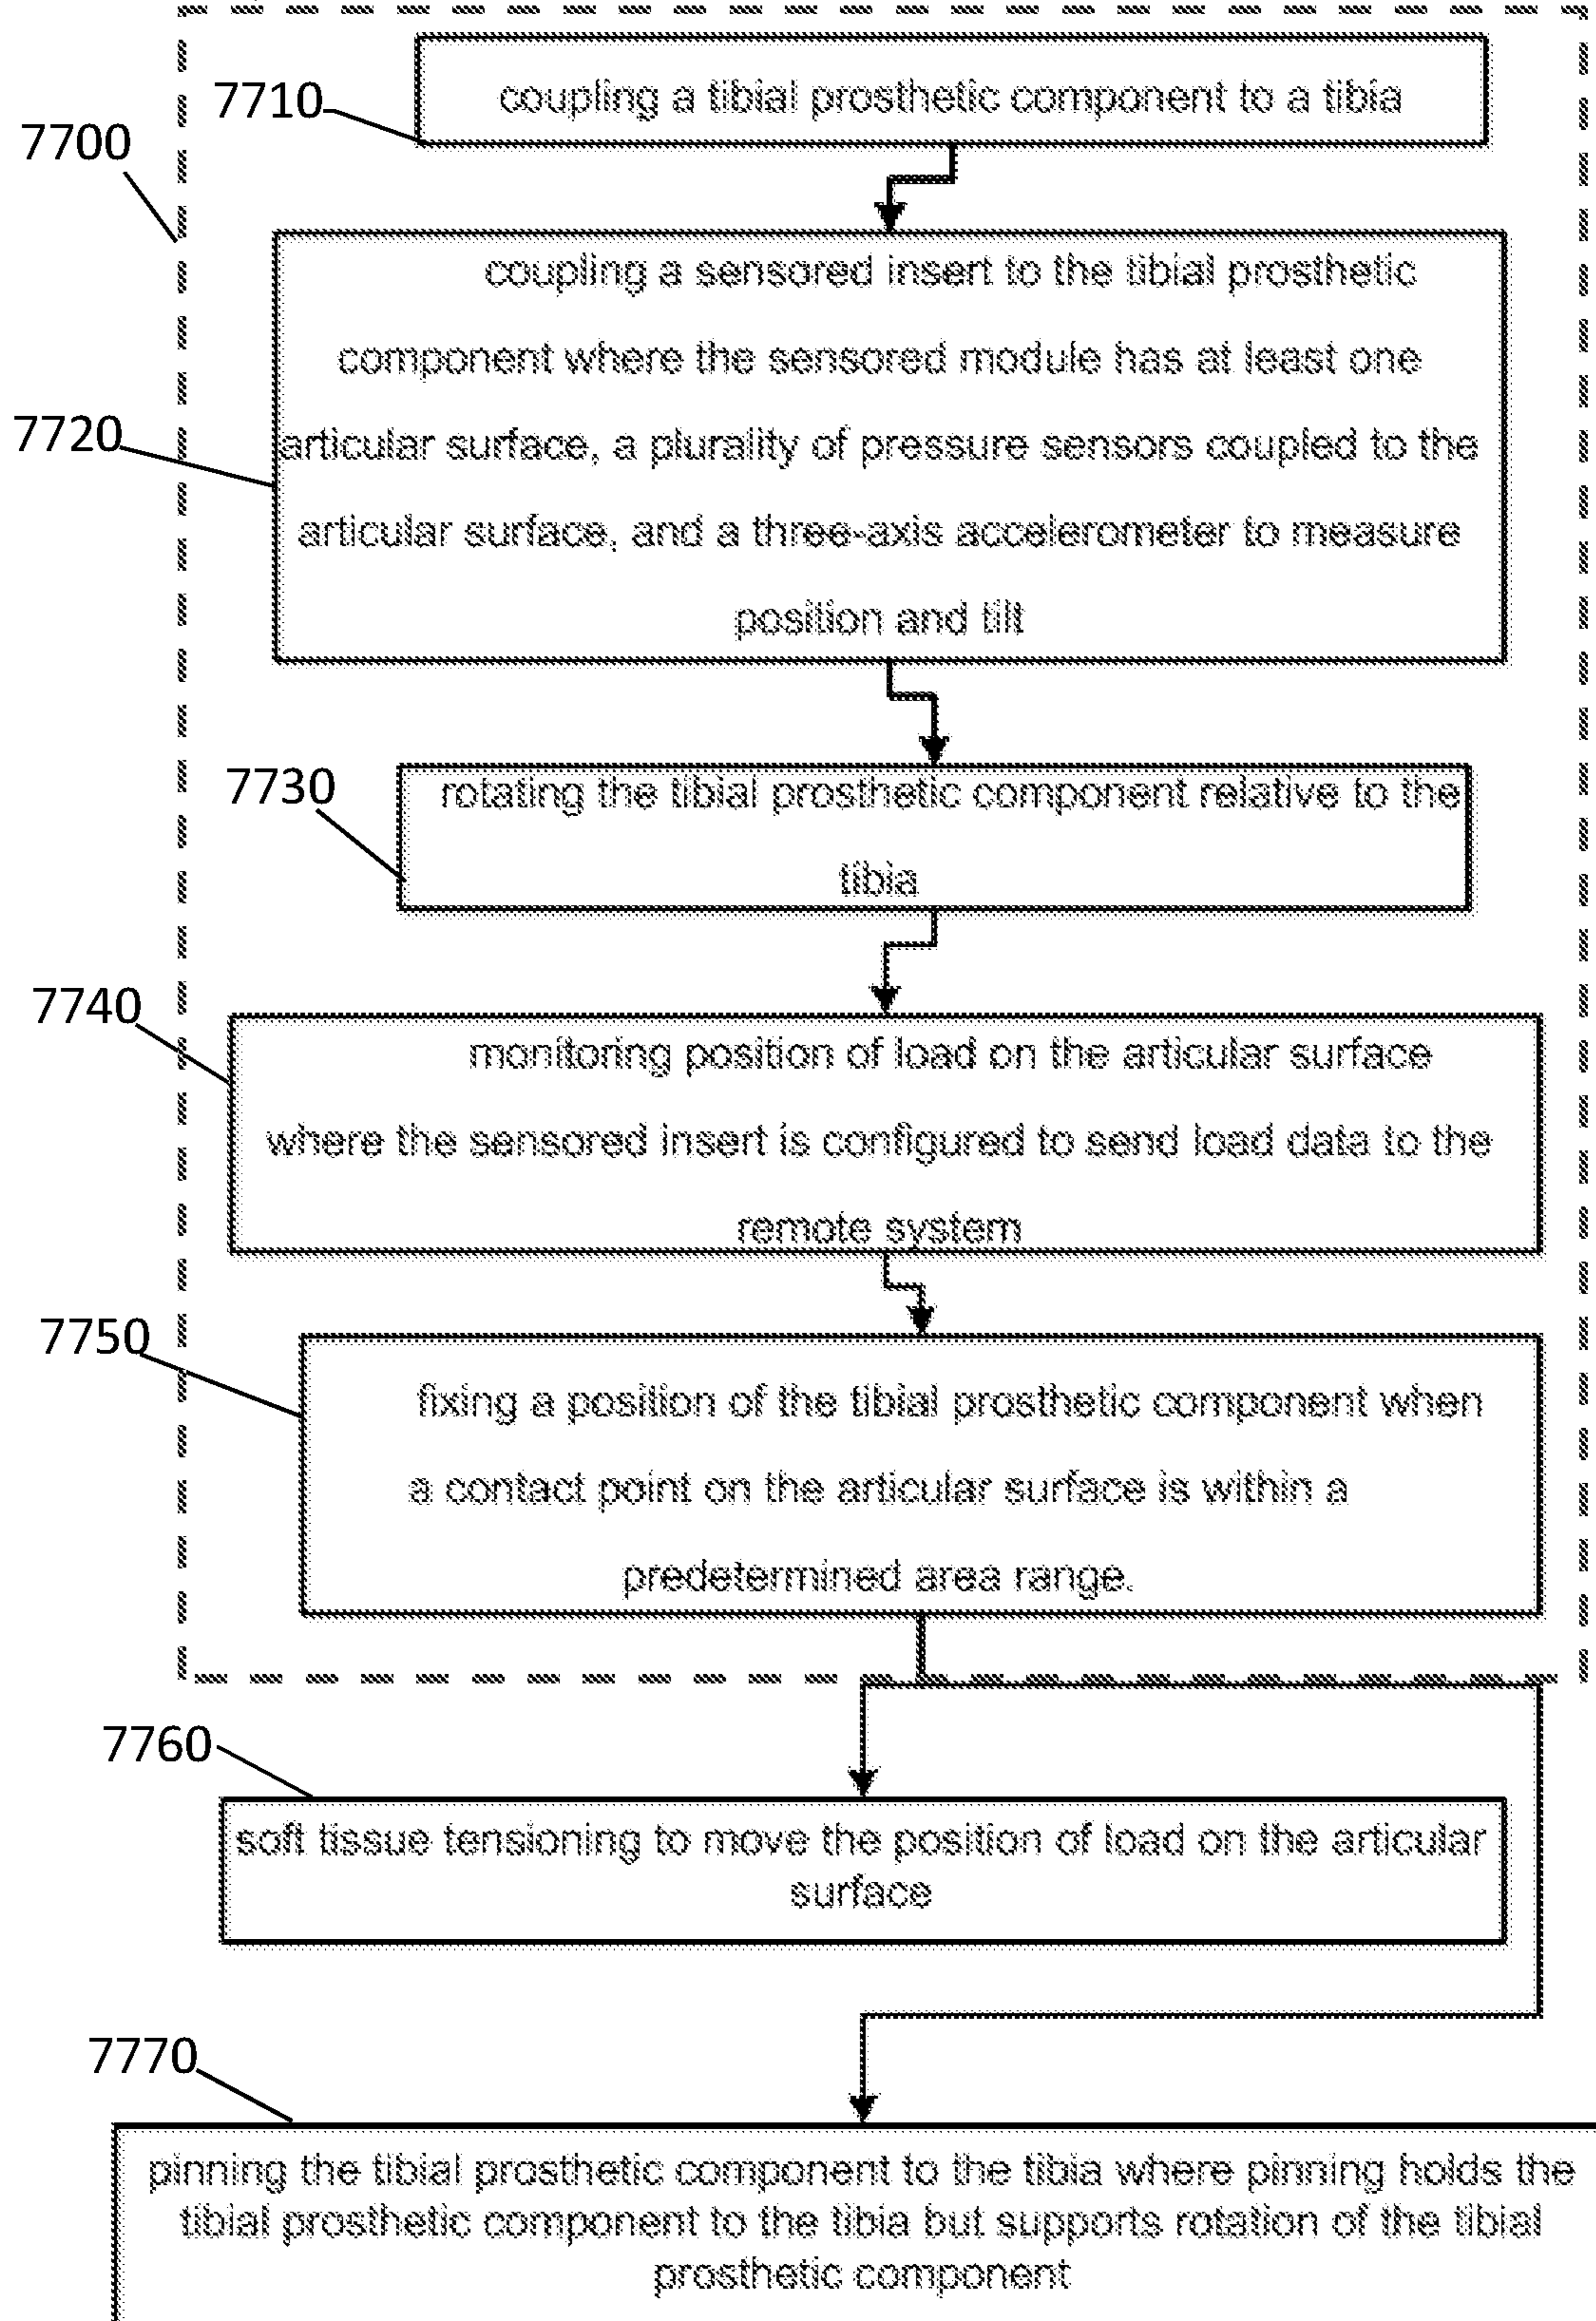 7710
coupling a tibial prosthetic component to a tibia
7700
coupling a sensored insert to the tibial prosthetic
component where the sensored module has at least one
7720
articular surface, a plurality of pressure sensors coupled to the
articular surface, and a three-axis accelerometer to measure
position and tilt
7730
rotating the tibial prosthetic component relative to the
tibia
7740
monitoring position of load on the articular surface
where the sensored insert is configured to send load data to the
remote system
7750
fixing a position of the tibial prosthetic component when
a contact point on the articular surface is within a
predetermined area range.
7760
soft tissue tensioning to move the position of load on the articular
surface
7770
pinning the tibial prosthetic component to the tibia where pinning holds the
tibial prosthetic component to the tibia but supports rotation of the tibial
prosthetic component